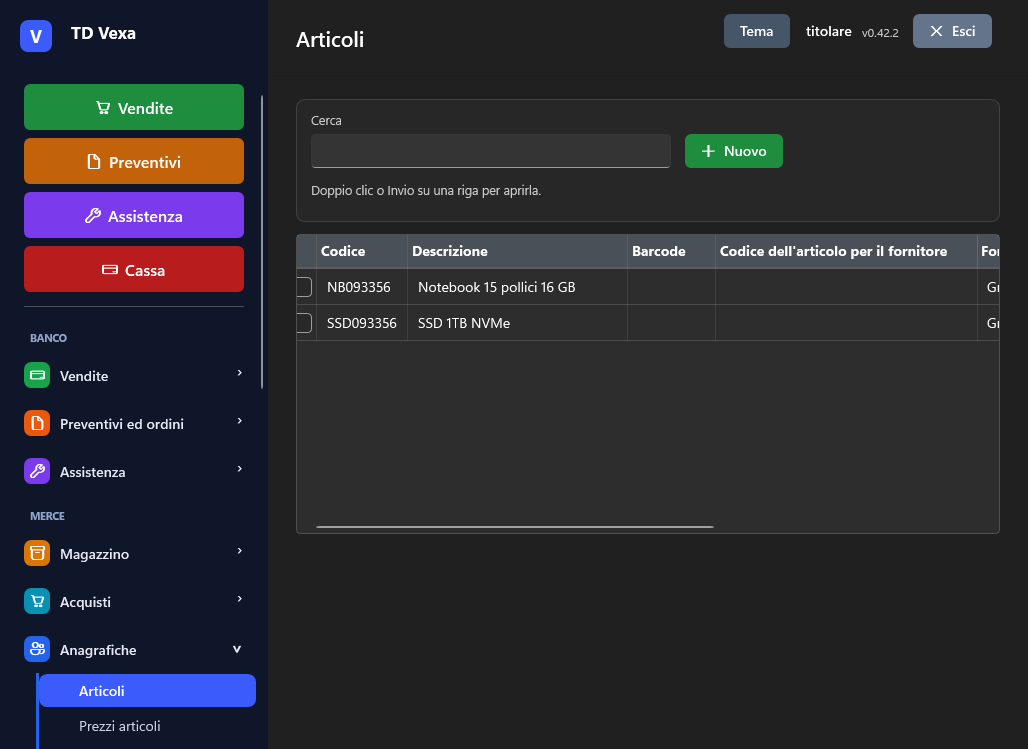 V TD Vexa
Vendite
Preventivi
Assistenza
Cassa
BANCO
Vendite
Preventivi ed ordini
Assistenza
MERCE
Magazzino
Acquisti
Anagrafiche
Articoli
Prezzi articoli
Articoli
Tema titolare v0.42.2 Esci
Cerca
Nuovo
Doppio clic o Invio su una riga per aprirla.
Codice Descrizione Barcode Codice dell'articolo per il fornitore
NB093356 Notebook 15 pollici 16 GB
SSD093356 SSD 1TB NVMe